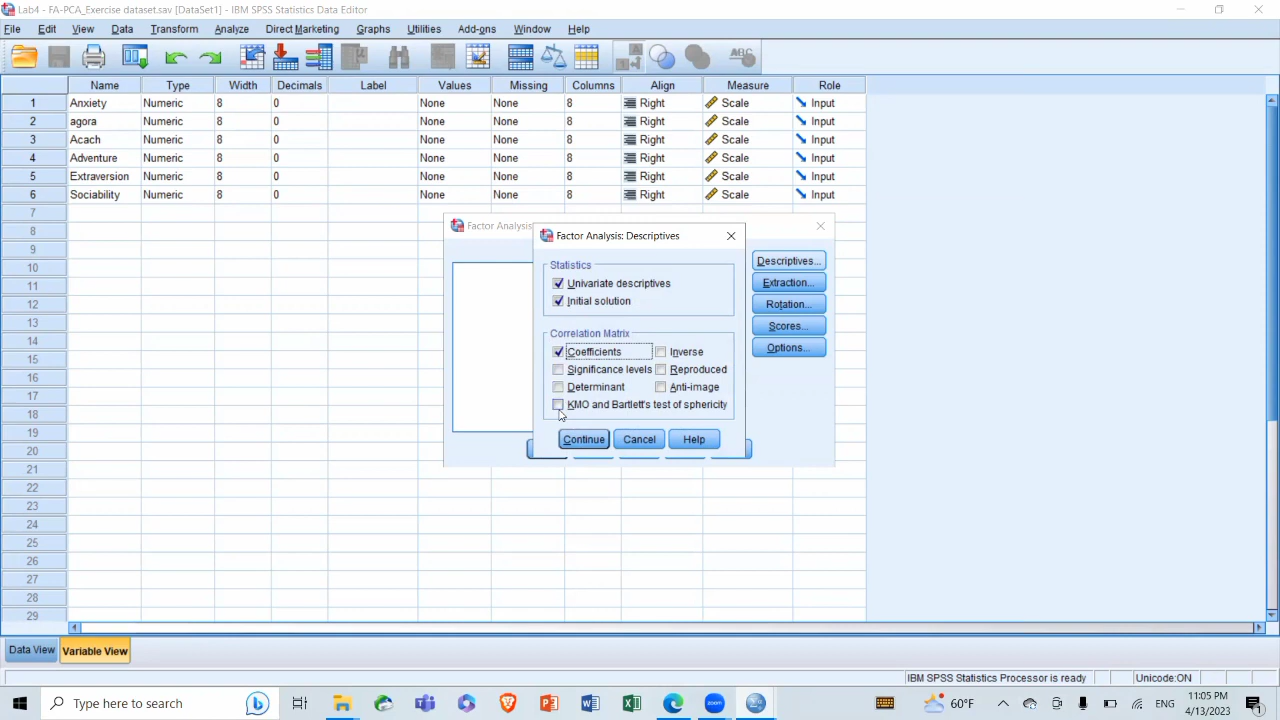 Lab4 - FA-PCA_Exercise dataset.sav [DataSet1] - IBM SPSS Statistics Data Editor
File Edit View Data Transform Analyze Direct Marketing Graphs Utilities Add-ons Window Help
Name Type Width Decimals Label Values Missing Columns Align Measure Role
1 Anxiety Numeric 8 0 None None 8 Right Scale Input
2 agora Numeric 8 0 None None 8 Right Scale Input
3 Acach Numeric 8 0 None None 8 Right Scale Input
4 Adventure Numeric 8 0 None None 8 Right Scale Input
5 Extraversion Numeric 8 0 None None 8 Right Scale Input
6 Sociability Numeric 8 0 None None 8 Right Scale Input
7
8
9
10
11
12
13
14
15
16
17
18
19
20
21
22
23
24
25
26
27
28
29
Factor Analysis
Factor Analysis: Descriptives
Statistics
Univariate descriptives
Initial solution
Correlation Matrix
Coefficients Inverse
Significance levels Reproduced
Determinant Anti-image
KMO and Bartlett's test of sphericity
Continue Cancel Help
Descriptives...
Extraction...
Rotation...
Scores...
Options...
Data View Variable View
IBM SPSS Statistics Processor is ready Unicode:ON
Type here to search
zoom
60°F
ENG
11:05 PM
4/13/2023